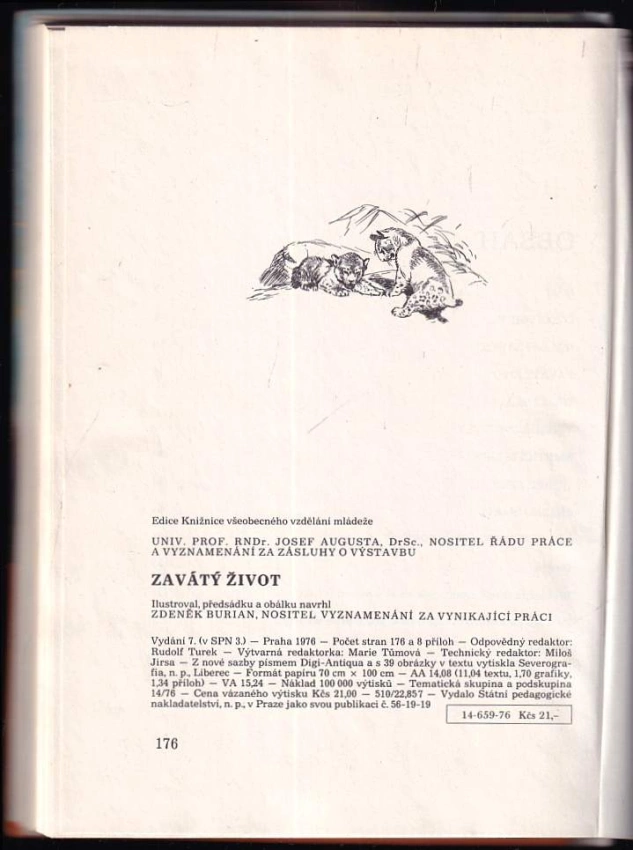 Edice Knižnice všeobecného vzdělání mládeže
UNIV. PROF. RNDr. JOSEF AUGUSTA, DrSc., NOSITEL ŘÁDU PRÁCE
A VYZNAMENÁNÍ ZA ZÁSLUHY O VÝSTAVBU
ZAVÁTÝ ŽIVOT
Ilustroval, předsádku a obálku navrhl
ZDENĚK BURIAN, NOSITEL VYZNAMENÁNÍ ZA VYNIKAJÍCÍ PRÁCI
Vydání 7. (v SPN 3.) — Praha 1976 — Počet stran 176 a 8 příloh — Odpovědný redaktor:
Rudolf Turek — Výtvarná redaktorka: Marie Tůmová — Technický redaktor: Miloš
Jirsa — Z nové sazby písmem Digi-Antiqua a s 39 obrázky v textu vytiskla Severogra-
fia, n. p., Liberec — Formát papíru 70 cm × 100 cm — AA 14,08 (11,04 textu, 1,70 grafiky,
1,34 příloh) — VA 15,24 — Náklad 100 000 výtisků — Tematická skupina a podskupina
14/76 — Cena vázaného výtisku Kčs 21,00 — 510/22,857 — Vydalo Státní pedagogické
nakladatelství, n. p., v Praze jako svou publikaci č. 56-19-19
14-659-76 Kčs 21,-
176